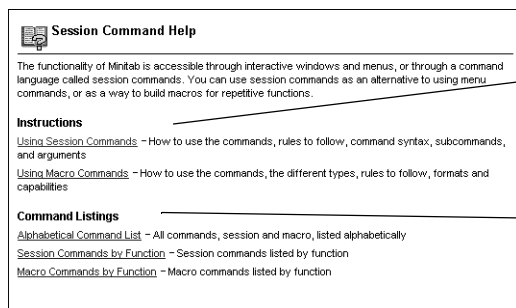 Session Command Help
The functionality of Minitab is accessible through interactive windows and menus, or through a command
language called session commands. You can use session commands as an alternative to using menu
commands, or as a way to build macros for repetitive functions.
Instructions
Using Session Commands - How to use the commands, rules to follow, command syntax, subcommands,
and arguments
Using Macro Commands - How to use the commands, the different types, rules to follow, formats and
capabilities
Command Listings
Alphabetical Command List - All commands, session and macro, listed alphabetically
Session Commands by Function - Session commands listed by function
Macro Commands by Function - Macro commands listed by function